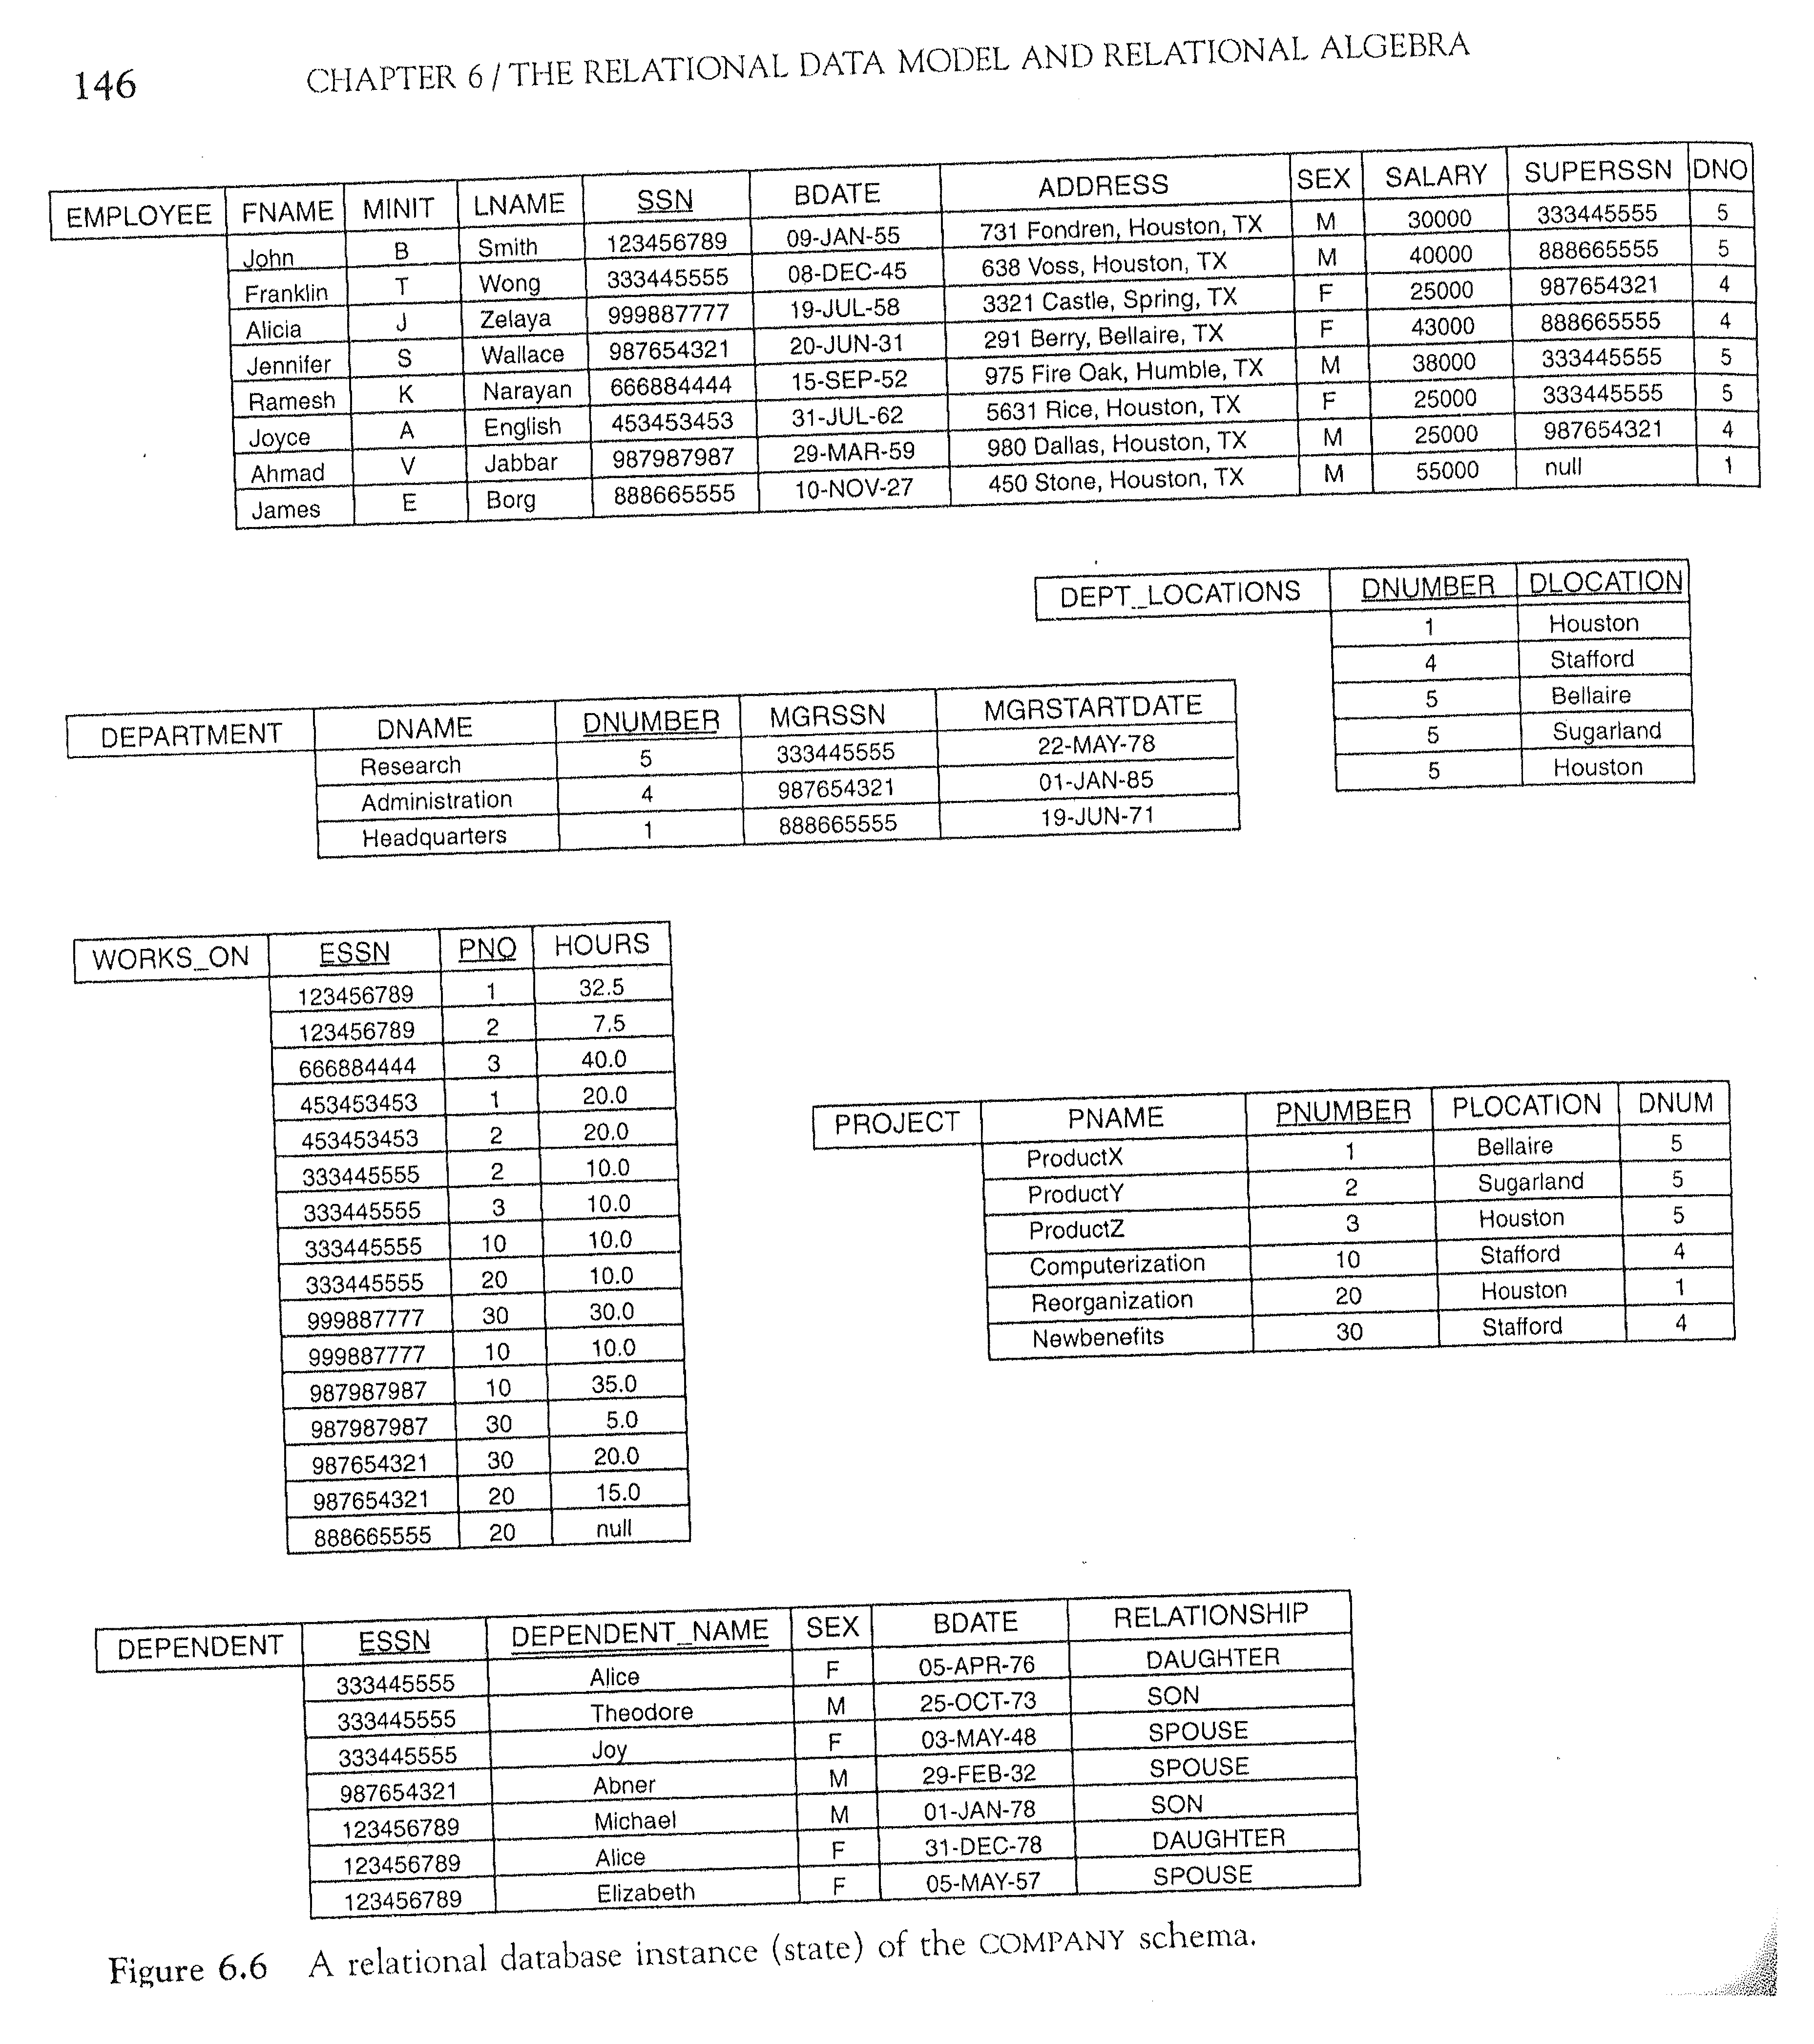 146 CHAPTER 6 / THE RELATIONAL DATA MODEL AND RELATIONAL ALGEBRA
EMPLOYEE FNAME MINIT LNAME SSN BDATE ADDRESS SEX SALARY SUPERSSN DNO
John B Smith 123456789 09-JAN-55 731 Fondren, Houston, TX M 30000 333445555 5
Franklin T Wong 333445555 08-DEC-45 638 Voss, Houston, TX M 40000 888665555 5
Alicia J Zelaya 999887777 19-JUL-58 3321 Castle, Spring, TX F 25000 987654321 4
Jennifer S Wallace 987654321 20-JUN-31 291 Berry, Bellaire, TX F 43000 888665555 4
Ramesh K Narayan 666884444 15-SEP-52 975 Fire Oak, Humble, TX M 38000 333445555 5
Joyce A English 453453453 31-JUL-62 5631 Rice, Houston, TX F 25000 333445555 5
Ahmad V Jabbar 987987987 29-MAR-59 980 Dallas, Houston, TX M 25000 987654321 4
James E Borg 888665555 10-NOV-27 450 Stone, Houston, TX M 55000 null 1
DEPT_LOCATIONS DNUMBER DLOCATION
1 Houston
4 Stafford
5 Bellaire
5 Sugarland
5 Houston
DEPARTMENT DNAME DNUMBER MGRSSN MGRSTARTDATE
Research 5 333445555 22-MAY-78
Administration 4 987654321 01-JAN-85
Headquarters 1 888665555 19-JUN-71
WORKS_ON ESSN PNO HOURS
123456789 1 32.5
123456789 2 7.5
666884444 3 40.0
453453453 1 20.0
453453453 2 20.0
333445555 2 10.0
333445555 3 10.0
333445555 10 10.0
333445555 20 10.0
999887777 30 30.0
999887777 10 10.0
987987987 10 35.0
987987987 30 5.0
987654321 30 20.0
987654321 20 15.0
888665555 20 null
PROJECT PNAME PNUMBER PLOCATION DNUM
ProductX 1 Bellaire 5
ProductY 2 Sugarland 5
ProductZ 3 Houston 5
Computerization 10 Stafford 4
Reorganization 20 Houston 1
Newbenefits 30 Stafford 4
DEPENDENT ESSN DEPENDENT_NAME SEX BDATE RELATIONSHIP
333445555 Alice F 05-APR-76 DAUGHTER
333445555 Theodore M 25-OCT-73 SON
333445555 Joy F 03-MAY-48 SPOUSE
987654321 Abner M 29-FEB-32 SPOUSE
123456789 Michael M 01-JAN-78 SON
123456789 Alice F 31-DEC-78 DAUGHTER
123456789 Elizabeth F 05-MAY-57 SPOUSE
Figure 6.6 A relational database instance (state) of the COMPANY schema.